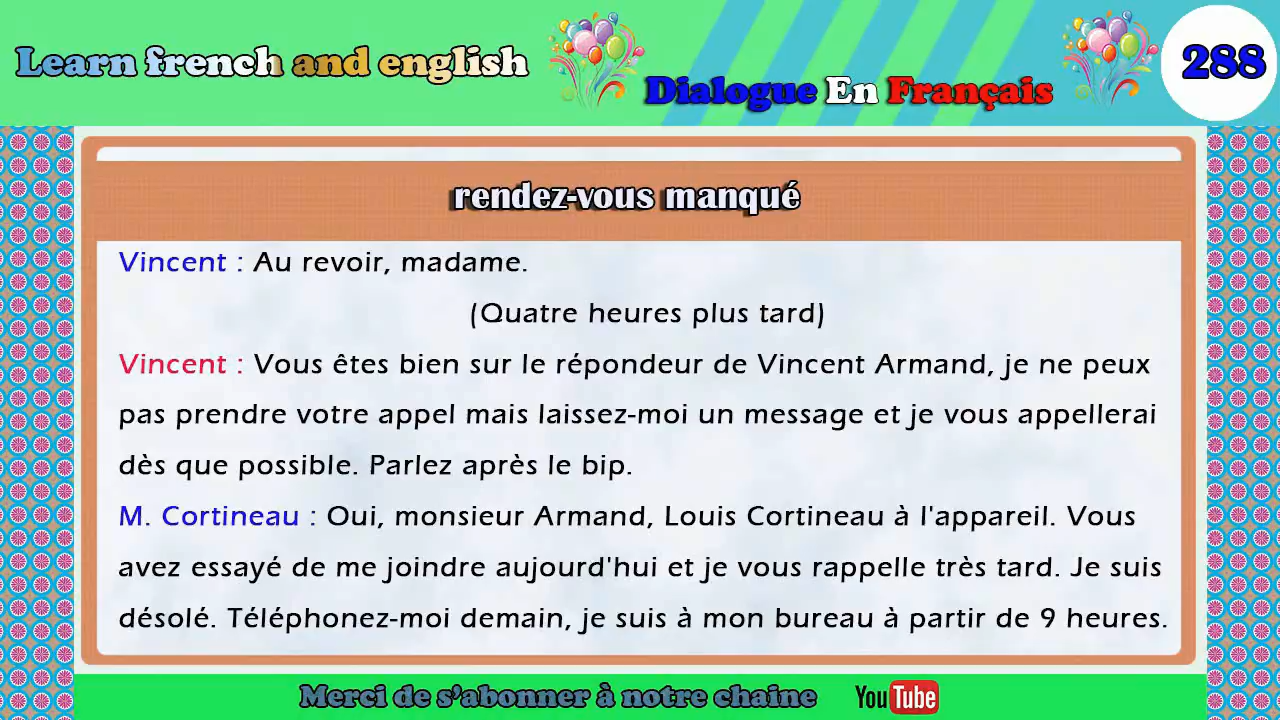 Learn french and english
288
Dialogue En Français
rendez-vous manqué
Vincent : Au revoir, madame.
(Quatre heures plus tard)
Vincent : Vous êtes bien sur le répondeur de Vincent Armand, je ne peux
pas prendre votre appel mais laissez-moi un message et je vous appellerai
dès que possible. Parlez après le bip.
M. Cortineau : Oui, monsieur Armand, Louis Cortineau à l'appareil. Vous
avez essayé de me joindre aujourd'hui et je vous rappelle très tard. Je suis
désolé. Téléphonez-moi demain, je suis à mon bureau à partir de 9 heures.
Merci de s'abonner à notre chaine YouTube